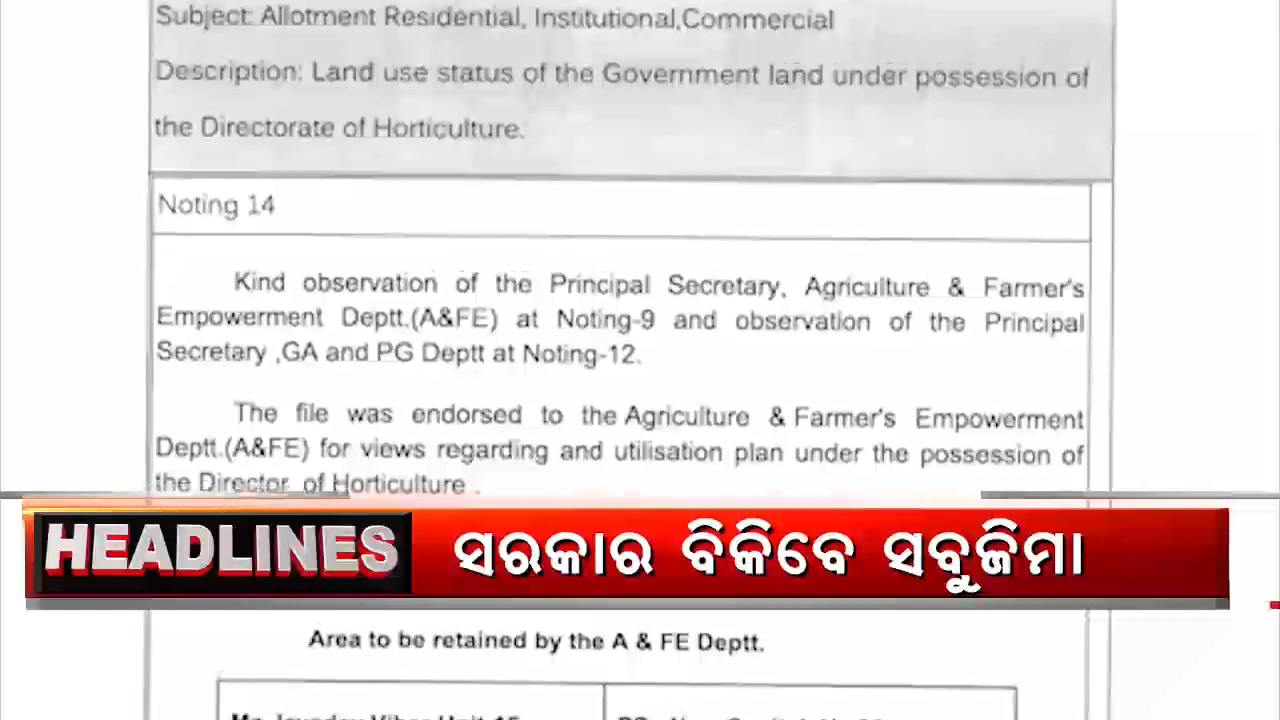 Subject: Allotment Residential, Institutional,Commercial
Description: Land use status of the Government land under possession of
the Directorate of Horticulture.
Noting 14
Kind observation of the Principal Secretary, Agriculture & Farmer's
Empowerment Deptt.(A&FE) at Noting-9 and observation of the Principal
Secretary ,GA and PG Deptt at Noting-12.
The file was endorsed to the Agriculture & Farmer's Empowerment
Deptt.(A&FE) for views regarding and utilisation plan under the possession of
the Director of Horticulture .
HEADLINES ସରକାର ବିକିବେ ସବୁଜିମା
Area to be retained by the A & FE Deptt.